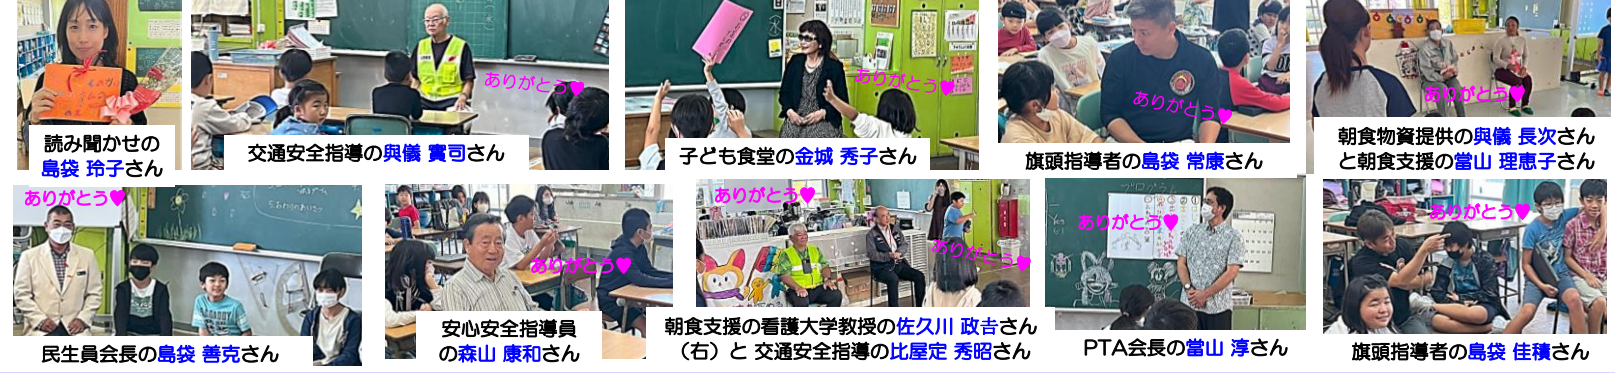 ありがとう♥
ありがとう♥
ありがとう♥
ありがとう♥
読み聞かせの
島袋 玲子さん
交通安全指導の與儀 實司さん
子ども食堂の金城 秀子さん
旗頭指導者の島袋 常康さん
朝食物資提供の與儀 長次さん
と朝食支援の當山 理恵子さん
ありがとう♥
ありがとう♥
ありがとう♥
ありがとう♥
ありがとう♥
ありがとう♥
民生員会長の島袋 善克さん
安心安全指導員
の森山 康和さん
朝食支援の看護大学教授の佐久川 政吉さん
（右）と 交通安全指導の比屋定 秀昭さん
PTA会長の當山 淳さん
旗頭指導者の島袋 佳積さん